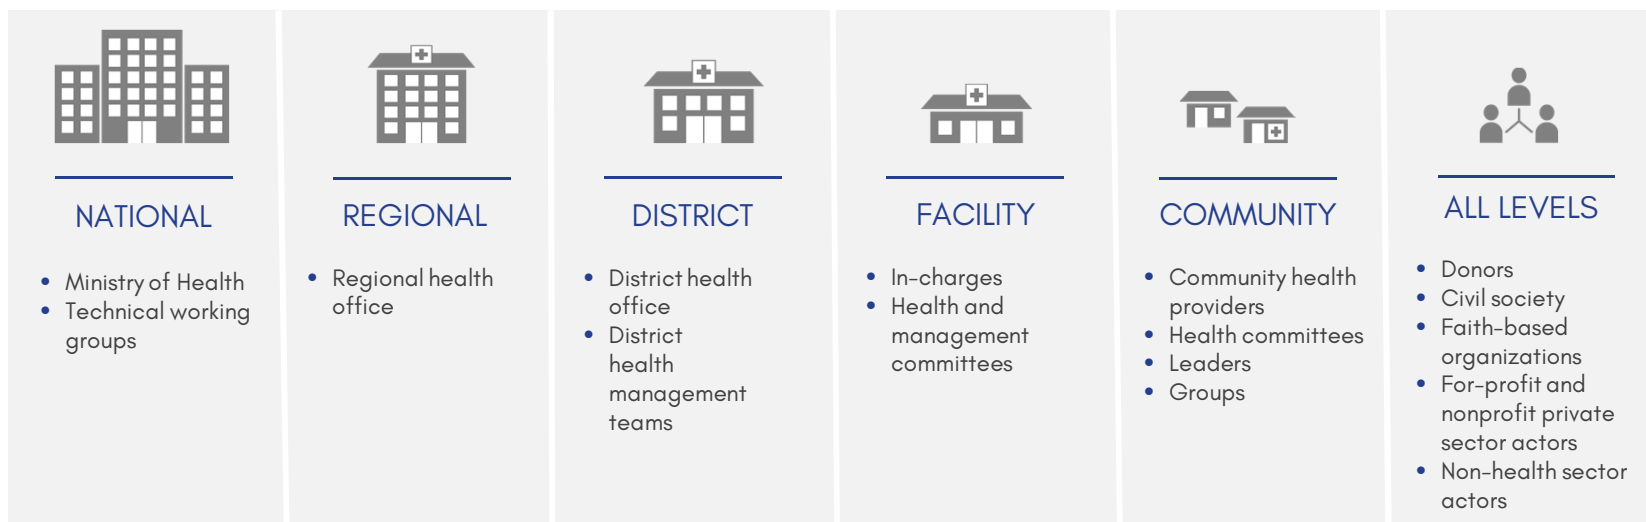 NATIONAL
• Ministry of Health
• Technical working
groups
REGIONAL
• Regional health
office
DISTRICT
• District health
office
• District
health
management
teams
FACILITY
• In-charges
• Health and
management
committees
COMMUNITY
• Community health
providers
• Health committees
• Leaders
• Groups
ALL LEVELS
• Donors
• Civil society
• Faith-based
organizations
• For-profit and
nonprofit private
sector actors
• Non-health sector
actors